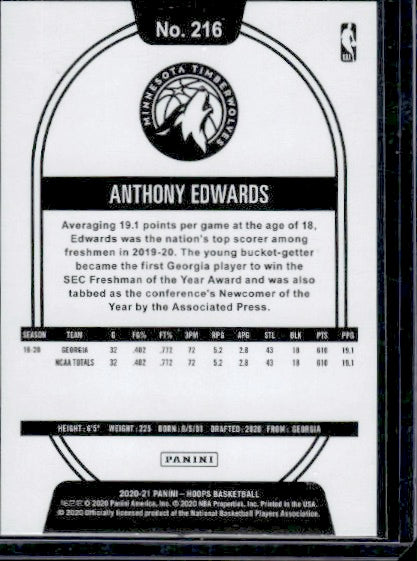 No. 216
MINNESOTA TIMBERWOLVES
ANTHONY EDWARDS
Averaging 19.1 points per game at the age of 18,
Edwards was the nation's top scorer among
freshmen in 2019-20. The young bucket-getter
became the first Georgia player to win the
SEC Freshman of the Year Award and was also
tabbed as the conference's Newcomer of the
Year by the Associated Press.
SEASON TEAM G FG% FT% 3PM RPG APG STL BLK PTS PPG
GEORGIA 32 .402 .772 72 5.2 2.8 43 18 610 19.1
NCAA TOTALS 32 .402 .772 72 5.2 2.8 43 18 610 19.1
HEIGHT: 6'5" WEIGHT: 225 BORN: 8/5/01 DRAFTED: 2020 FROM: GEORGIA
PANINI
2020-21 PANINI – HOOPS BASKETBALL
© 2020 Panini America, Inc. © 2020 NBA Properties, Inc. Printed in the USA.
© 2020 Officially licensed product of the National Basketball Players Association.